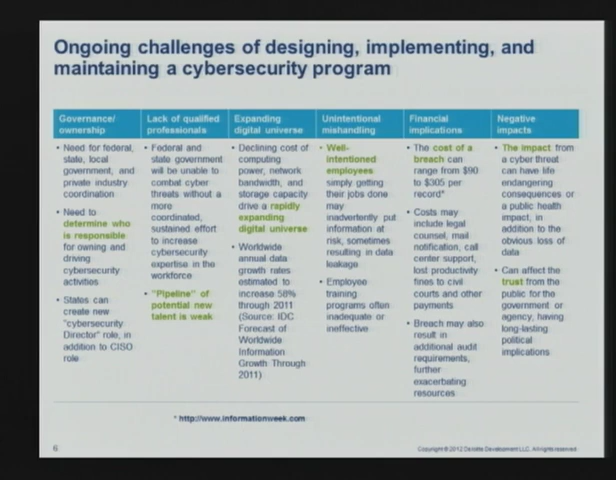 Ongoing challenges of designing, implementing, and
maintaining a cybersecurity program
Governance/
ownership
• Need for federal,
state, local
government, and
private industry
coordination
• Need to
determine who
is responsible
for owning and
driving
cybersecurity
activities
• States can
create new
"cybersecurity
Director" role, in
addition to CISO
role
Lack of qualified
professionals
• Federal and
state government
will be unable to
combat cyber
threats without a
more
coordinated,
sustained effort
to increase
cybersecurity
expertise in the
workforce
• "Pipeline" of
potential new
talent is weak
Expanding
digital universe
• Declining cost of
computing
power, network
bandwidth, and
storage capacity
drive a rapidly
expanding
digital universe
• Worldwide
annual data
growth rates
estimated to
increase 58%
through 2011
(Source: IDC
Forecast of
Worldwide
Information
Growth Through
2011)
Unintentional
mishandling
• Well-
intentioned
employees
simply getting
their jobs done
may
inadvertently put
information at
risk, sometimes
resulting in data
leakage
• Employee
training
programs often
inadequate or
ineffective
Financial
implications
• The cost of a
breach can
range from $90
to $305 per
record*
• Costs may
include legal
counsel, mail
notification, call
center support,
lost productivity
fines to civil
courts and other
payments
• Breach may also
result in
additional audit
requirements,
further
exacerbating
resources
Negative
impacts
• The impact from
a cyber threat
can have life
endangering
consequences or
a public health
impact, in
addition to the
obvious loss of
data
• Can affect the
trust from the
public for the
government or
agency, having
long-lasting
political
implications
* http://www.informationweek.com
6
Copyright © 2012 Deloitte Development LLC. All rights reserved.